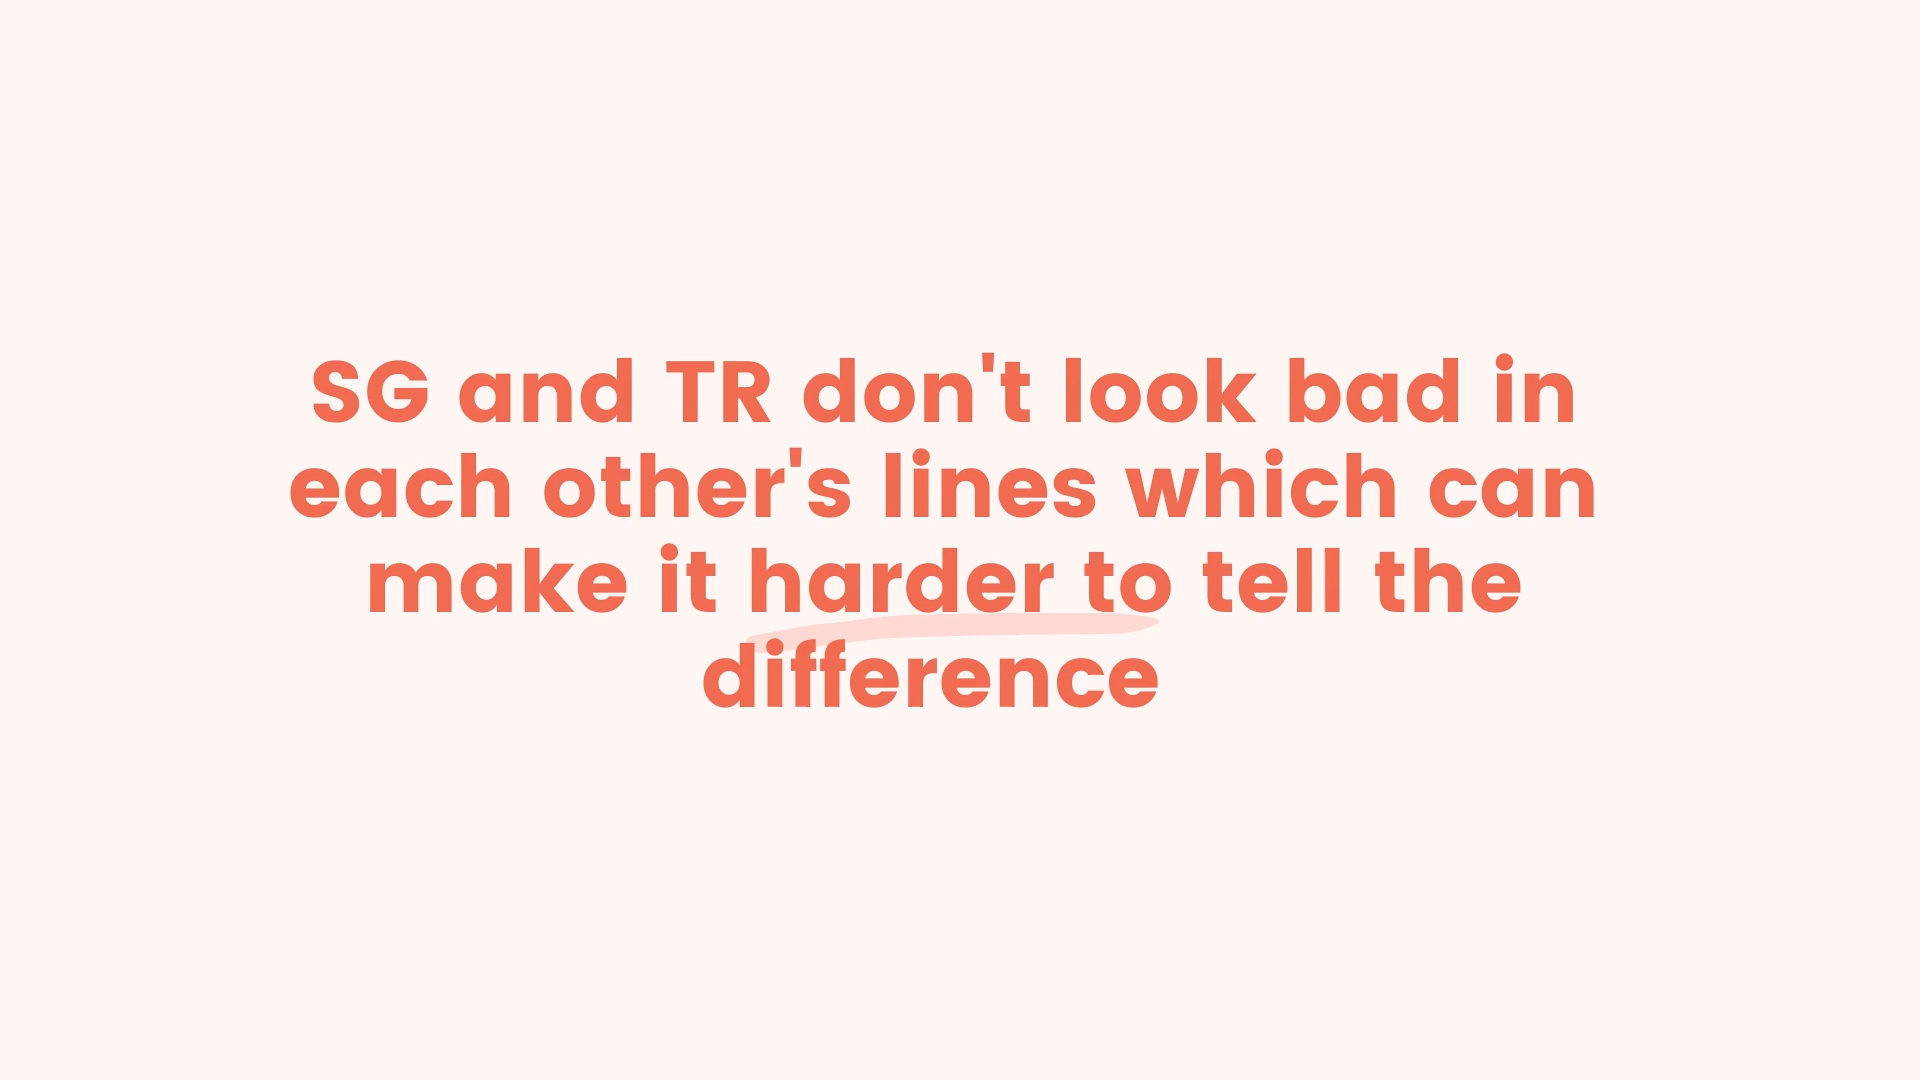 SG and TR don't look bad in
each other's lines which can
make it harder to tell the
difference